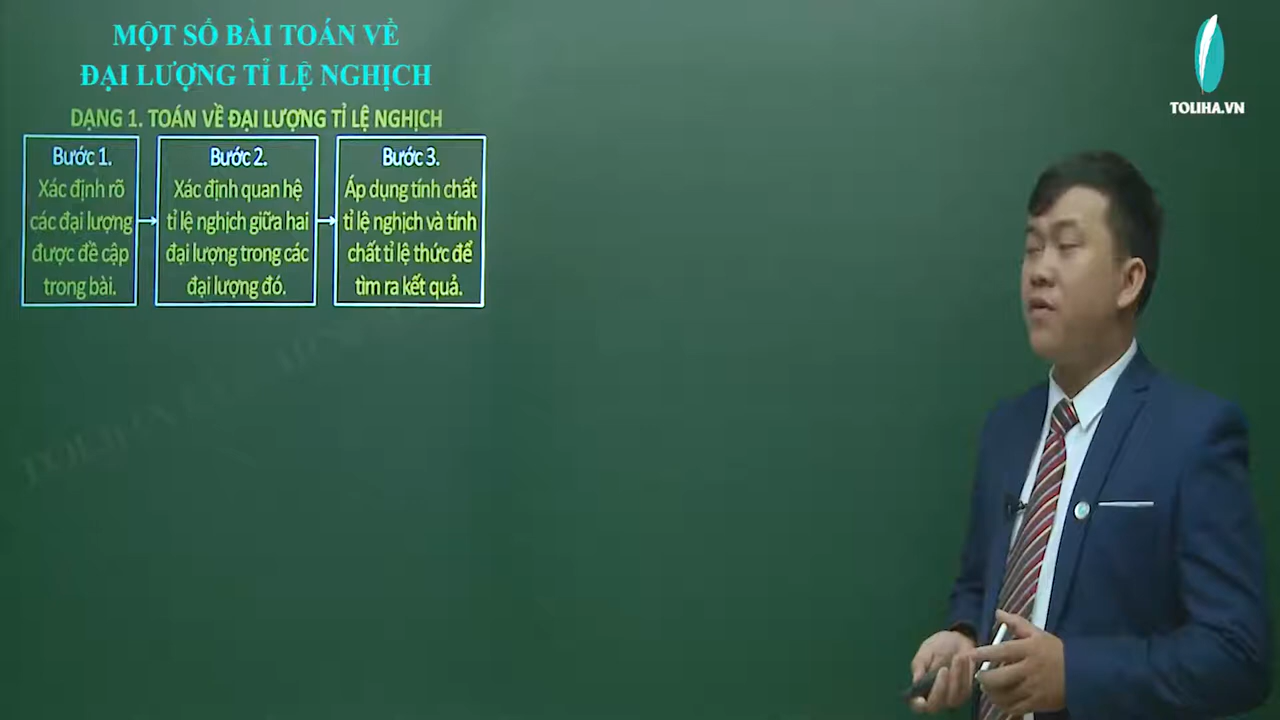 MỘT SỐ BÀI TOÁN VỀ
ĐẠI LƯỢNG TỈ LỆ NGHỊCH
TOLIHA.VN
DẠNG 1. TOÁN VỀ ĐẠI LƯỢNG TỈ LỆ NGHỊCH
Bước 1.
Xác định rõ
các đại lượng
được đề cập
trong bài.
Bước 2.
Xác định quan hệ
tỉ lệ nghịch giữa hai
đại lượng trong các
đại lượng đó.
Bước 3.
Áp dụng tính chất
tỉ lệ nghịch và tính
chất tỉ lệ thức để
tìm ra kết quả.